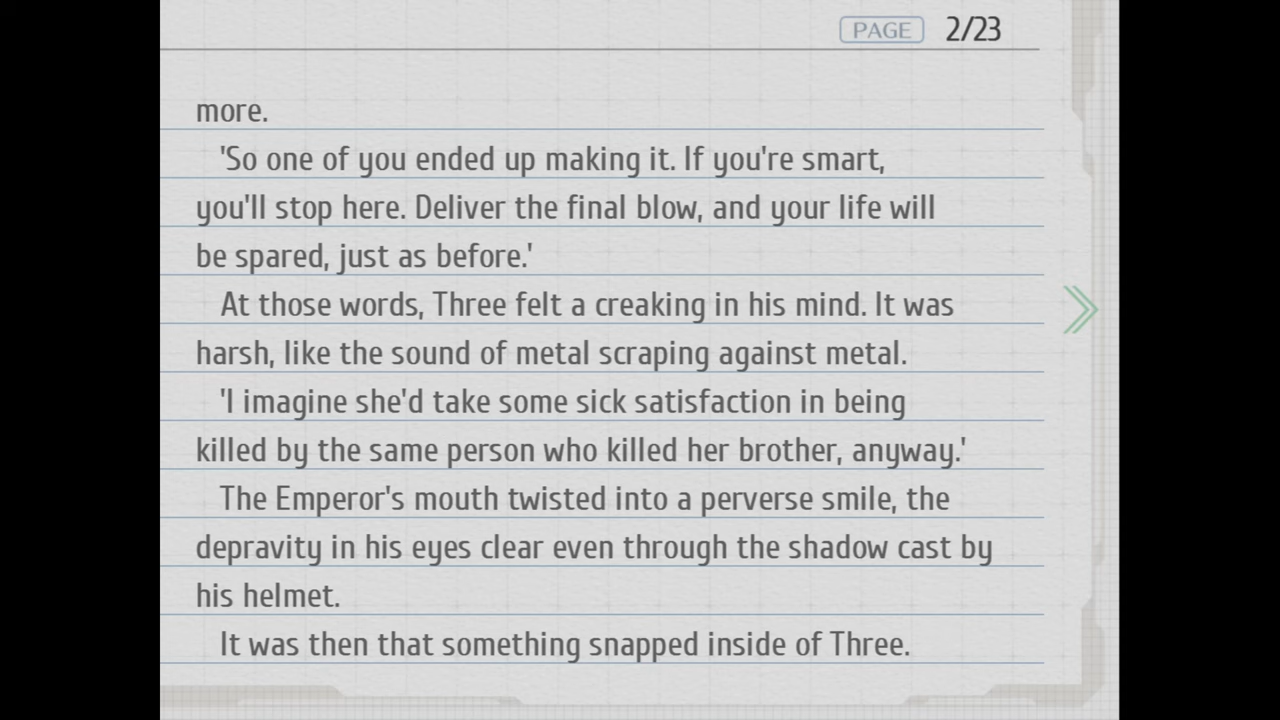 PAGE 2/23
more.
'So one of you ended up making it. If you're smart,
you'll stop here. Deliver the final blow, and your life will
be spared, just as before.'
At those words, Three felt a creaking in his mind. It was
harsh, like the sound of metal scraping against metal.
'I imagine she'd take some sick satisfaction in being
killed by the same person who killed her brother, anyway.'
The Emperor's mouth twisted into a perverse smile, the
depravity in his eyes clear even through the shadow cast by
his helmet.
It was then that something snapped inside of Three.